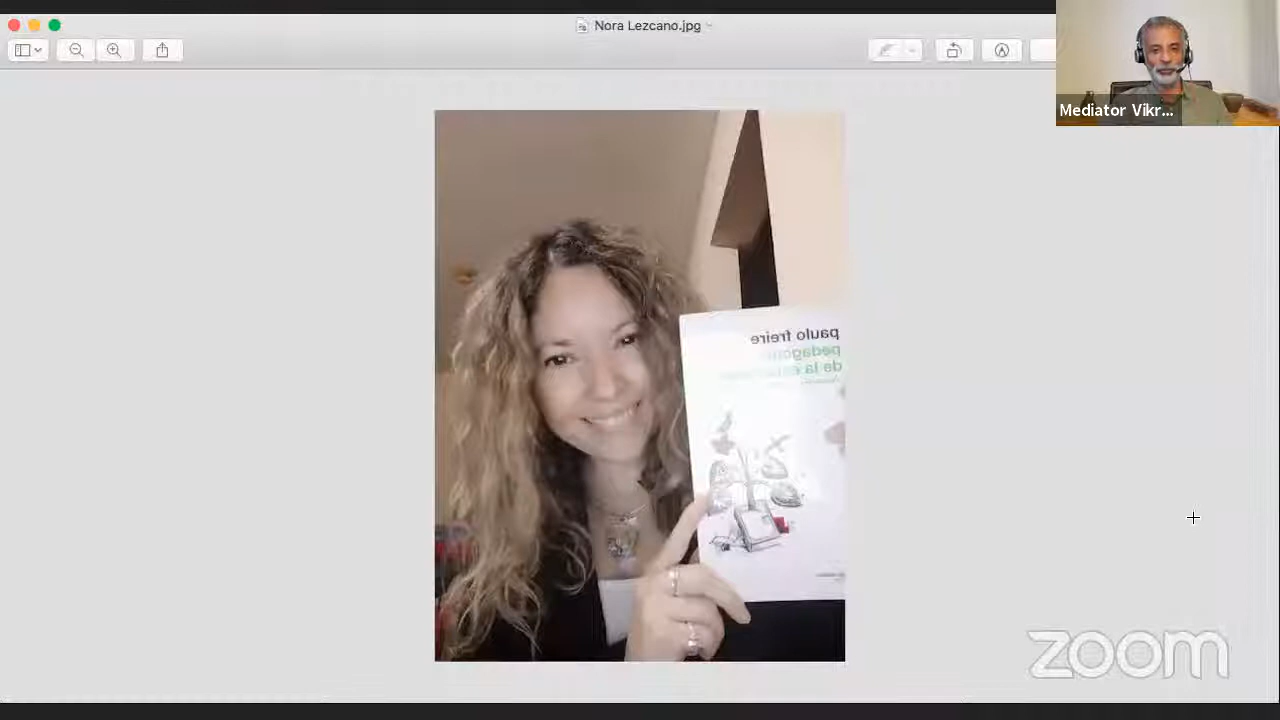 Nora Lezcano.jpg
Mediator Vikr...
paulo freire
de la
zoom